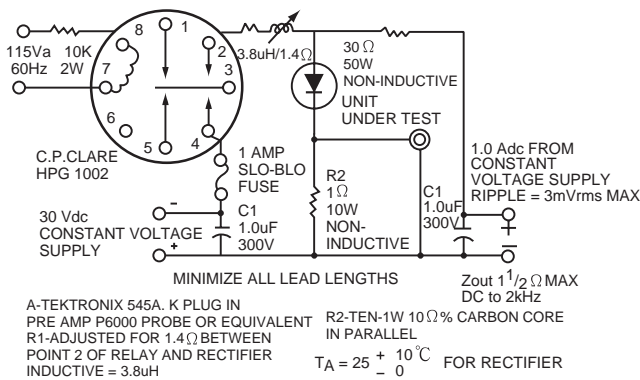 115Va
60Hz
10K
2W
8
1
7
2
3
6
5
4
C.P.CLARE
HPG 1002
3.8uH/1.4Ω
30Ω
50W
NON-INDUCTIVE
UNIT
UNDER TEST
1 AMP
SLO-BLO
FUSE
R2
1Ω
10W
NON-
INDUCTIVE
C1
1.0uF
300V
1.0 Adc FROM
CONSTANT
VOLTAGE SUPPLY
RIPPLE = 3mVrms MAX
+
–
–
30 Vdc
CONSTANT VOLTAGE
SUPPLY
+
C1
1.0uF
300V
MINIMIZE ALL LEAD LENGTHS
Zout 1 1/2 Ω MAX
DC to 2kHz
A-TEKTRONIX 545A. K PLUG IN
PRE AMP P6000 PROBE OR EQUIVALENT
R1-ADJUSTED FOR 1.4Ω BETWEEN
POINT 2 OF RELAY AND RECTIFIER
INDUCTIVE = 3.8uH
R2-TEN-1W 10Ω% CARBON CORE
IN PARALLEL
TA = 25 + 10℃ – 0 FOR RECTIFIER